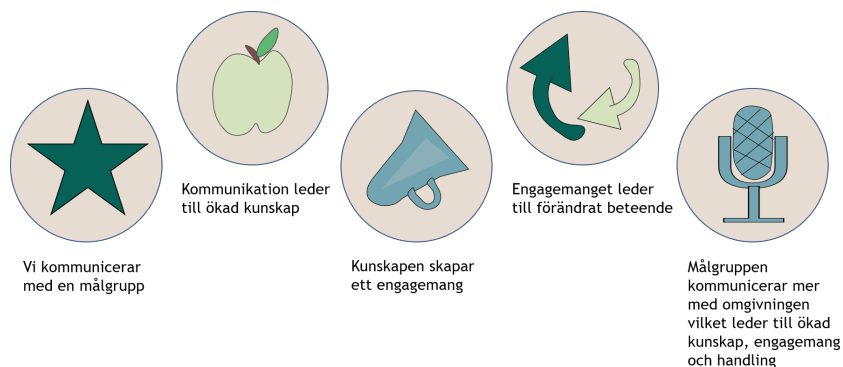 Vi kommunicerar
med en målgrupp
Kommunikation leder
till ökad kunskap
Kunskapen skapar
ett engagemang
Engagemanget leder
till förändrat beteende
Målgruppen
kommunicerar mer
med omgivningen
vilket leder till ökad
kunskap, engagemang
och handling